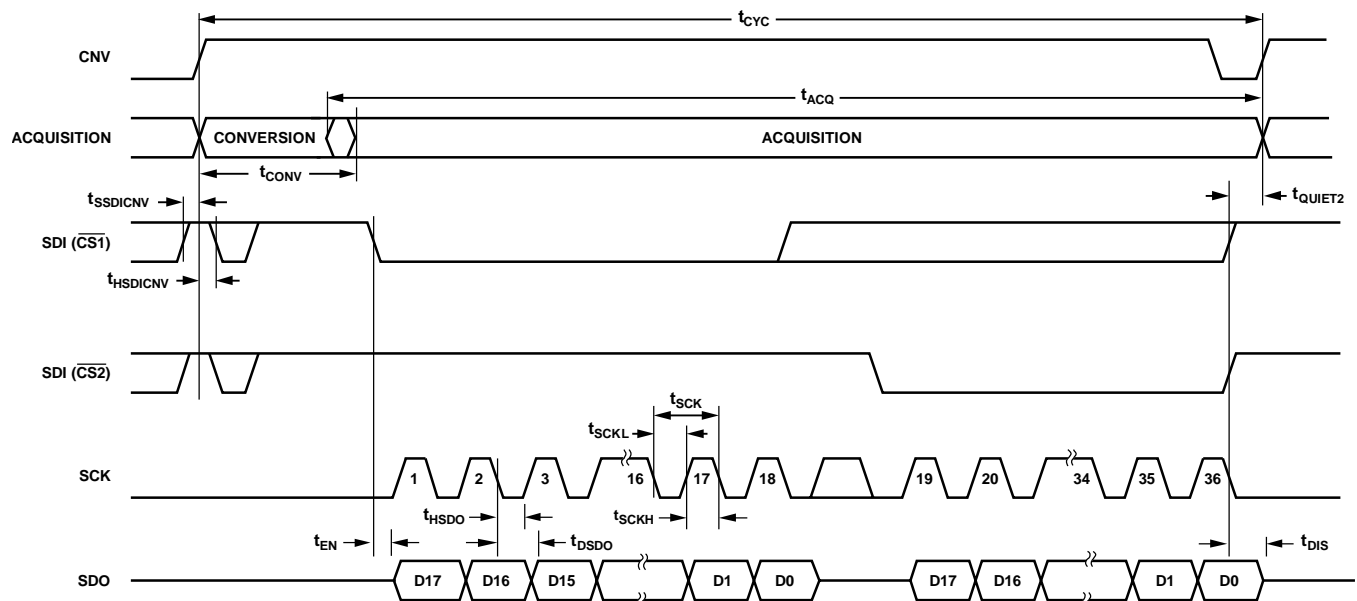 tCYC
CNV
tACQ
ACQUISITION CONVERSION ACQUISITION
tCONV
tSSDICNV
tQUIET2
SDI (CS1)
tHSDICNV
SDI (CS2)
tSCK
tSCKL
SCK 1 2 3 16 17 18 19 20 34 35 36
tHSDO tSCKH
tEN tDSDO tDIS
SDO D17 D16 D15 D1 D0 D17 D16 D1 D0